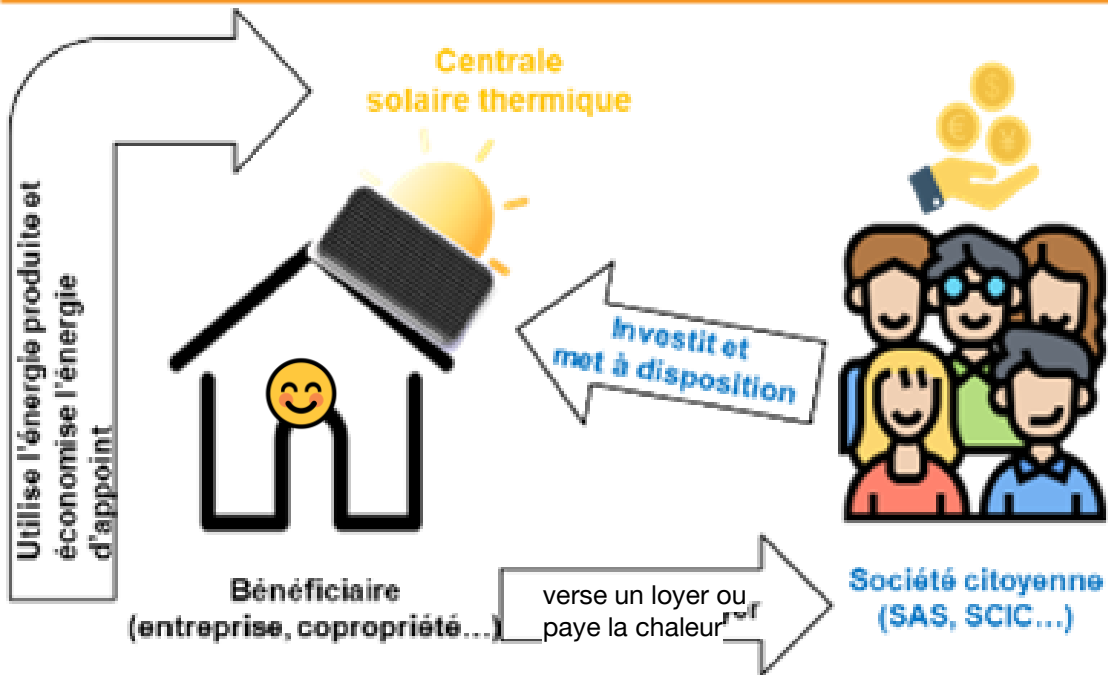 Centrale
solaire thermique
Utilise l'énergie produite et
économise l'énergie
d'appoint
Investit et
met à disposition
Bénéficiaire
(entreprise, copropriété...)
verse un loyer ou
paye la chaleur
Société citoyenne
(SAS, SCIC...)